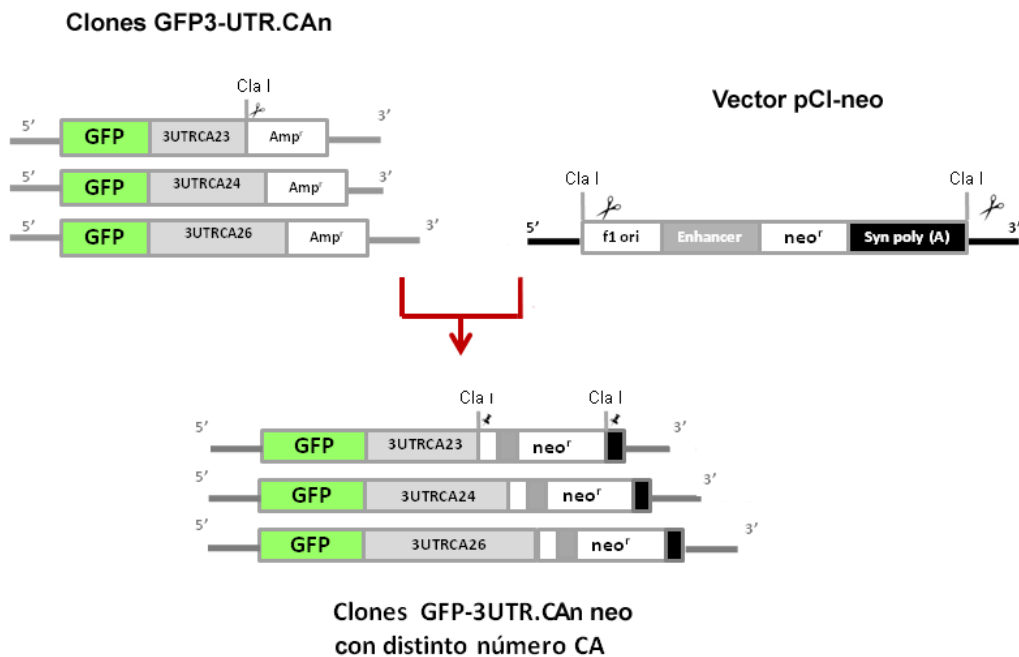 Clones GFP3-UTR.CAn
Vector pCI-neo
Cla I
5’ GFP 3UTRCA23 Ampʳ 3’
5’ GFP 3UTRCA24 Ampʳ 3’
5’ GFP 3UTRCA26 Ampʳ 3’
Cla I Cla I
5’ f1 ori Enhancer neoʳ Syn poly (A) 3’
Cla I Cla I
5’ GFP 3UTRCA23 neoʳ 3’
5’ GFP 3UTRCA24 neoʳ 3’
5’ GFP 3UTRCA26 neoʳ 3’
Clones GFP-3UTR.CAn neo
con distinto número CA